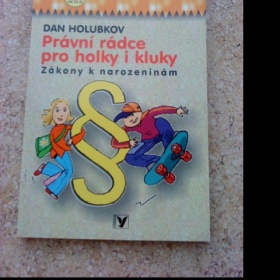 DAN HOLUBKOV
Právní rádce
pro holky i kluky
Zákony k narozeninám
§